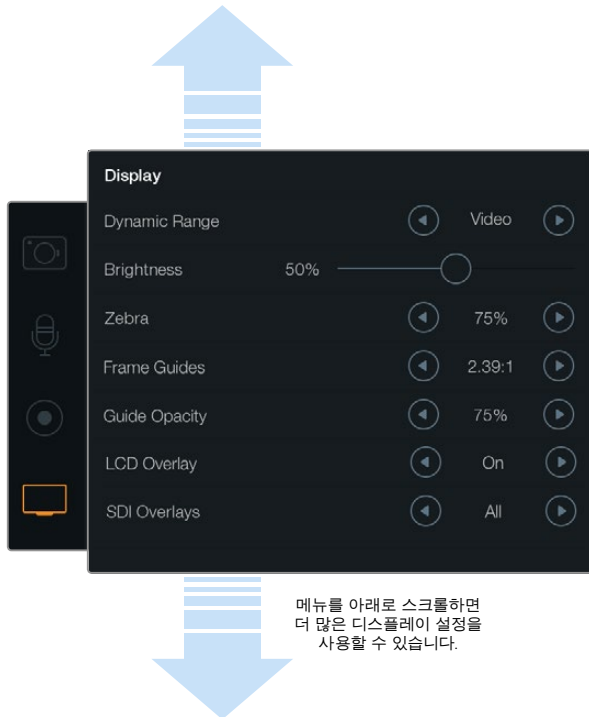 Display
Dynamic Range Video
Brightness 50%
Zebra 75%
Frame Guides 2.39:1
Guide Opacity 75%
LCD Overlay On
SDI Overlays All
메뉴를 아래로 스크롤하면
더 많은 디스플레이 설정을
사용할 수 있습니다.